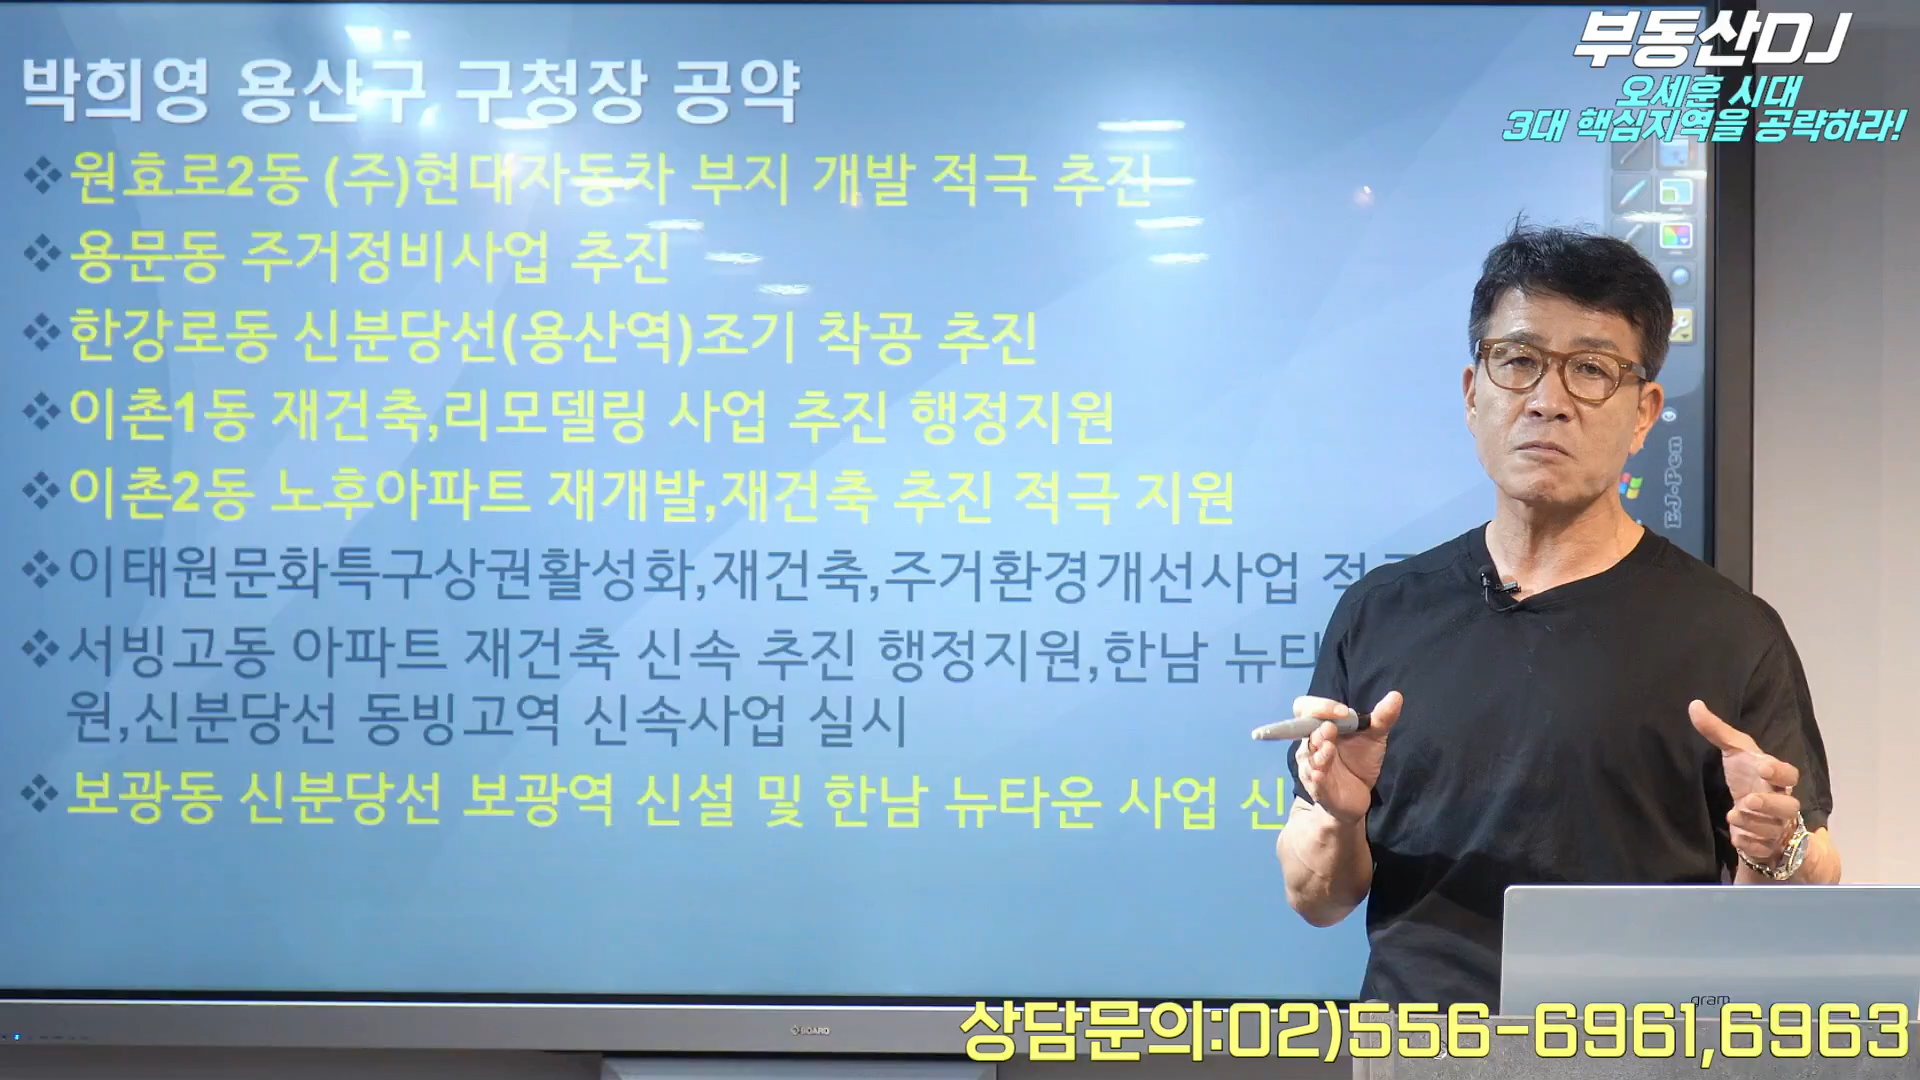 부동산DJ
오세훈 시대
3대 핵심지역을 공략하라!
박희영 용산구 구청장 공약
❖원효로2동 (주)현대자동차 부지 개발 적극 추진
❖용문동 주거정비사업 추진
❖한강로동 신분당선(용산역)조기 착공 추진
❖이촌1동 재건축,리모델링 사업 추진 행정지원
❖이촌2동 노후아파트 재개발,재건축 추진 적극 지원
❖이태원문화특구상권활성화,재건축,주거환경개선사업
❖서빙고동 아파트 재건축 신속 추진 행정지원,한남
원,신분당선 동빙고역 신속사업 실시
❖보광동 신분당선 보광역 신설 및 한남 뉴타운 사업
E.J-Pen
BOARD
gram
상담문의:02)556-6961,6963